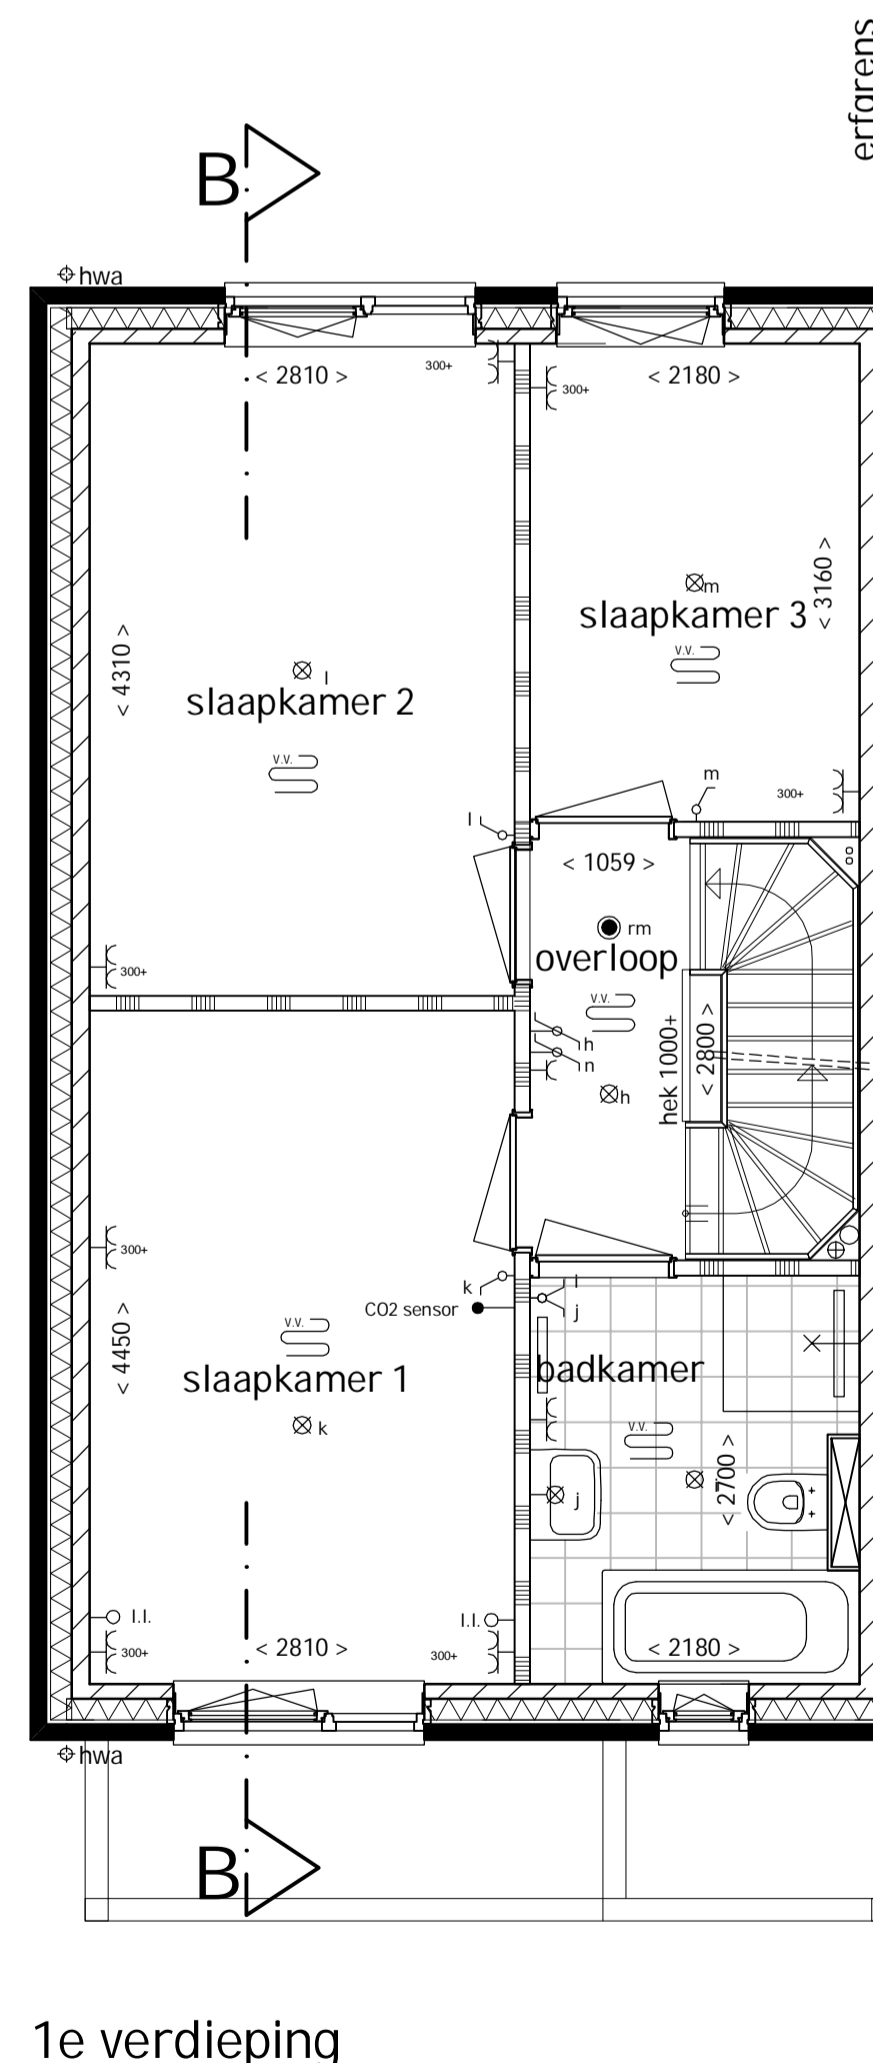 erfgrens
B
hwa
< 2810 >
300+
300+
< 2180 >
< 3160 >
m
slaapkamer 3
v.v.
< 4310 >
l
slaapkamer 2
v.v.
m
300+
l
< 1059 >
rm
overloop
v.v.
300+
h
n
h
hek 1000+
< 2800 >
300+
k
CO2 sensor
l
j
v.v.
slaapkamer 1
< 4450 >
k
badkamer
v.v.
< 2700 >
j
l.l.
300+
< 2810 >
l.l.
300+
< 2180 >
hwa
B
1e verdieping